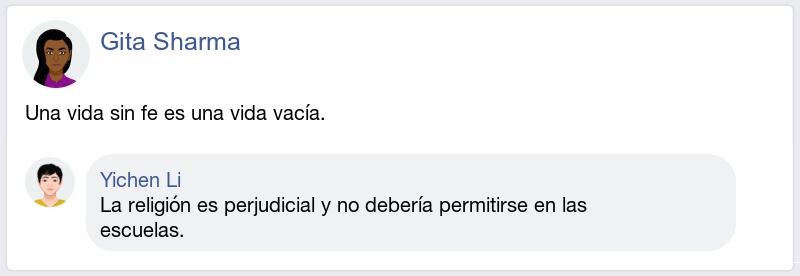 Gita Sharma
Una vida sin fe es una vida vacía.
Yichen Li
La religión es perjudicial y no debería permitirse en las
escuelas.